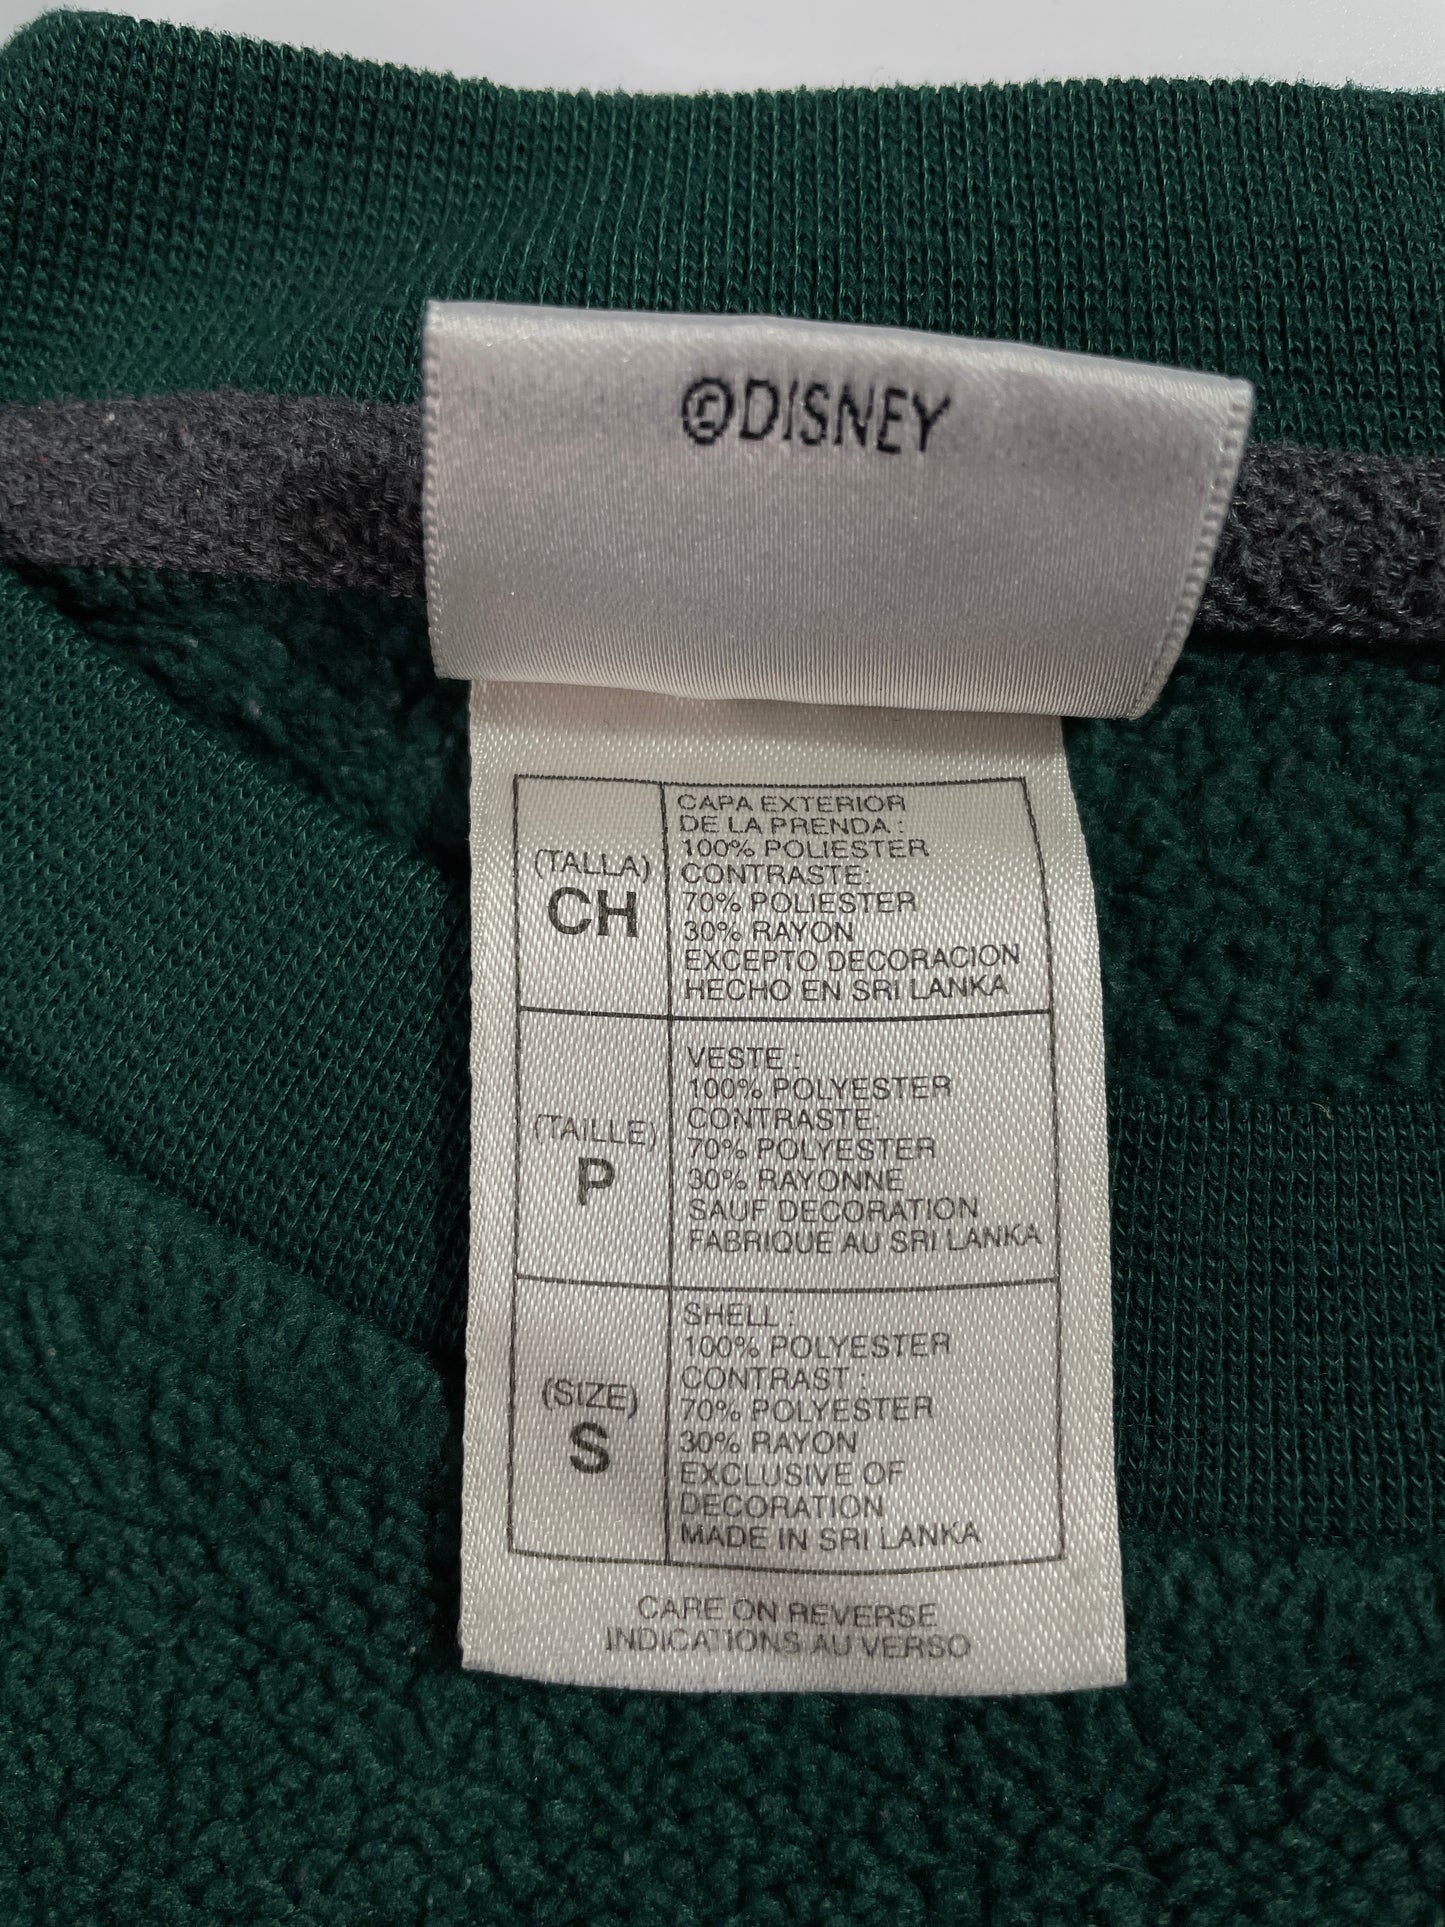 ©DISNEY
(TALLA)
CH
CAPA EXTERIOR
DE LA PRENDA :
100% POLIESTER
CONTRASTE:
70% POLIESTER
30% RAYON
EXCEPTO DECORACION
HECHO EN SRI LANKA
(TAILLE)
P
VESTE :
100% POLYESTER
CONTRASTE:
70% POLYESTER
30% RAYONNE
SAUF DECORATION
FABRIQUE AU SRI LANKA
(SIZE)
S
SHELL :
100% POLYESTER
CONTRAST :
70% POLYESTER
30% RAYON
EXCLUSIVE OF
DECORATION
MADE IN SRI LANKA
CARE ON REVERSE
INDICATIONS AU VERSO